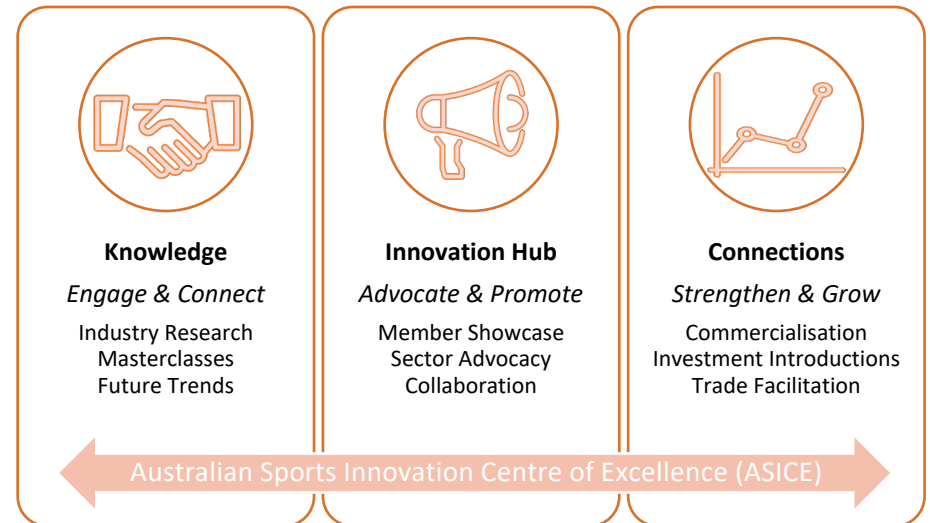 Knowledge
Engage & Connect
Industry Research
Masterclasses
Future Trends
Innovation Hub
Advocate & Promote
Member Showcase
Sector Advocacy
Collaboration
Connections
Strengthen & Grow
Commercialisation
Investment Introductions
Trade Facilitation
Australian Sports Innovation Centre of Excellence (ASICE)